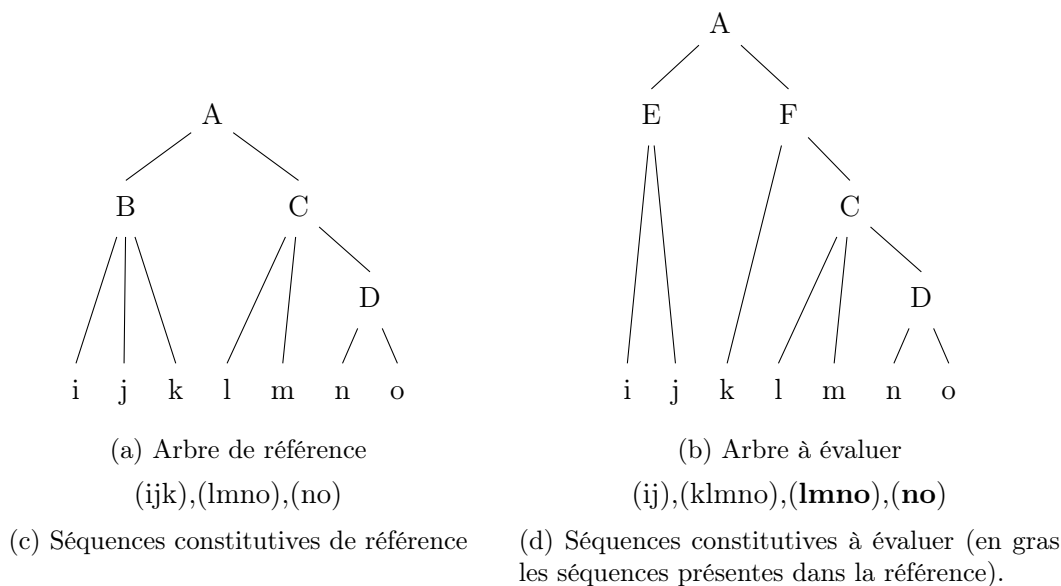 A
B C
D
i j k l m n o
(a) Arbre de référence
(ijk),(lmno),(no)
(c) Séquences constitutives de référence
A
E F
C
D
i j k l m n o
(b) Arbre à évaluer
(ij),(klmno),(lmno),(no)
(d) Séquences constitutives à évaluer (en gras
les séquences présentes dans la référence).